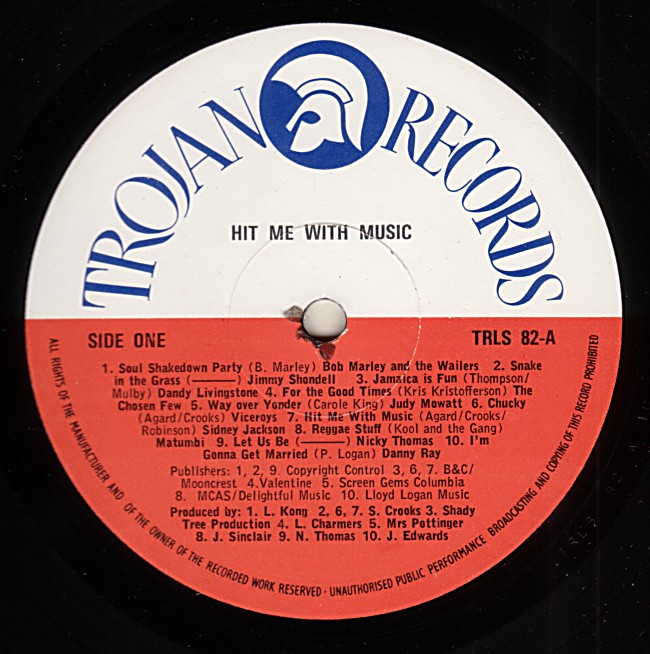 TROJAN RECORDS
HIT ME WITH MUSIC
SIDE ONE
TRLS 82-A
1. Soul Shakedown Party (B. Marley) Bob Marley and the Wailers 2. Snake
in the Grass (———) Jimmy Shondell 3. Jamaica is Fun (Thompson/
Mulby) Dandy Livingstone 4. For the Good Times (Kris Kristofferson) The
Chosen Few 5. Way over Yonder (Carole King) Judy Mowatt 6. Chucky
(Agard/Crooks) Viceroys 7. Hit Me With Music (Agard/Crooks/
Robinson) Sidney Jackson 8. Reggae Stuff (Kool and the Gang)
Matumbi 9. Let Us Be (———) Nicky Thomas 10. I'm
Gonna Get Married (P. Logan) Danny Ray
Publishers: 1, 2, 9. Copyright Control 3, 6, 7. B&C/
Mooncrest 4.Valentine 5. Screen Gems Columbia
8. MCAS/Delightful Music 10. Lloyd Logan Music
Produced by: 1. L. Kong 2, 6, 7. S. Crooks 3. Shady
Tree Production 4. L. Charmers 5. Mrs Pottinger
8. J. Sinclair 9. N. Thomas 10. J. Edwards
ALL RIGHTS OF THE MANUFACTURER AND OF THE OWNER OF THE RECORDED WORK RESERVED · UNAUTHORISED PUBLIC PERFORMANCE BROADCASTING AND COPYING OF THIS RECORD PROHIBITED